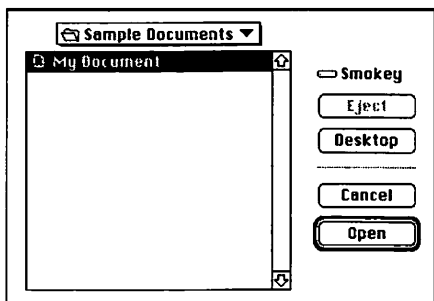 Sample Documents
My Document
Smokey
Eject
Desktop
Cancel
Open